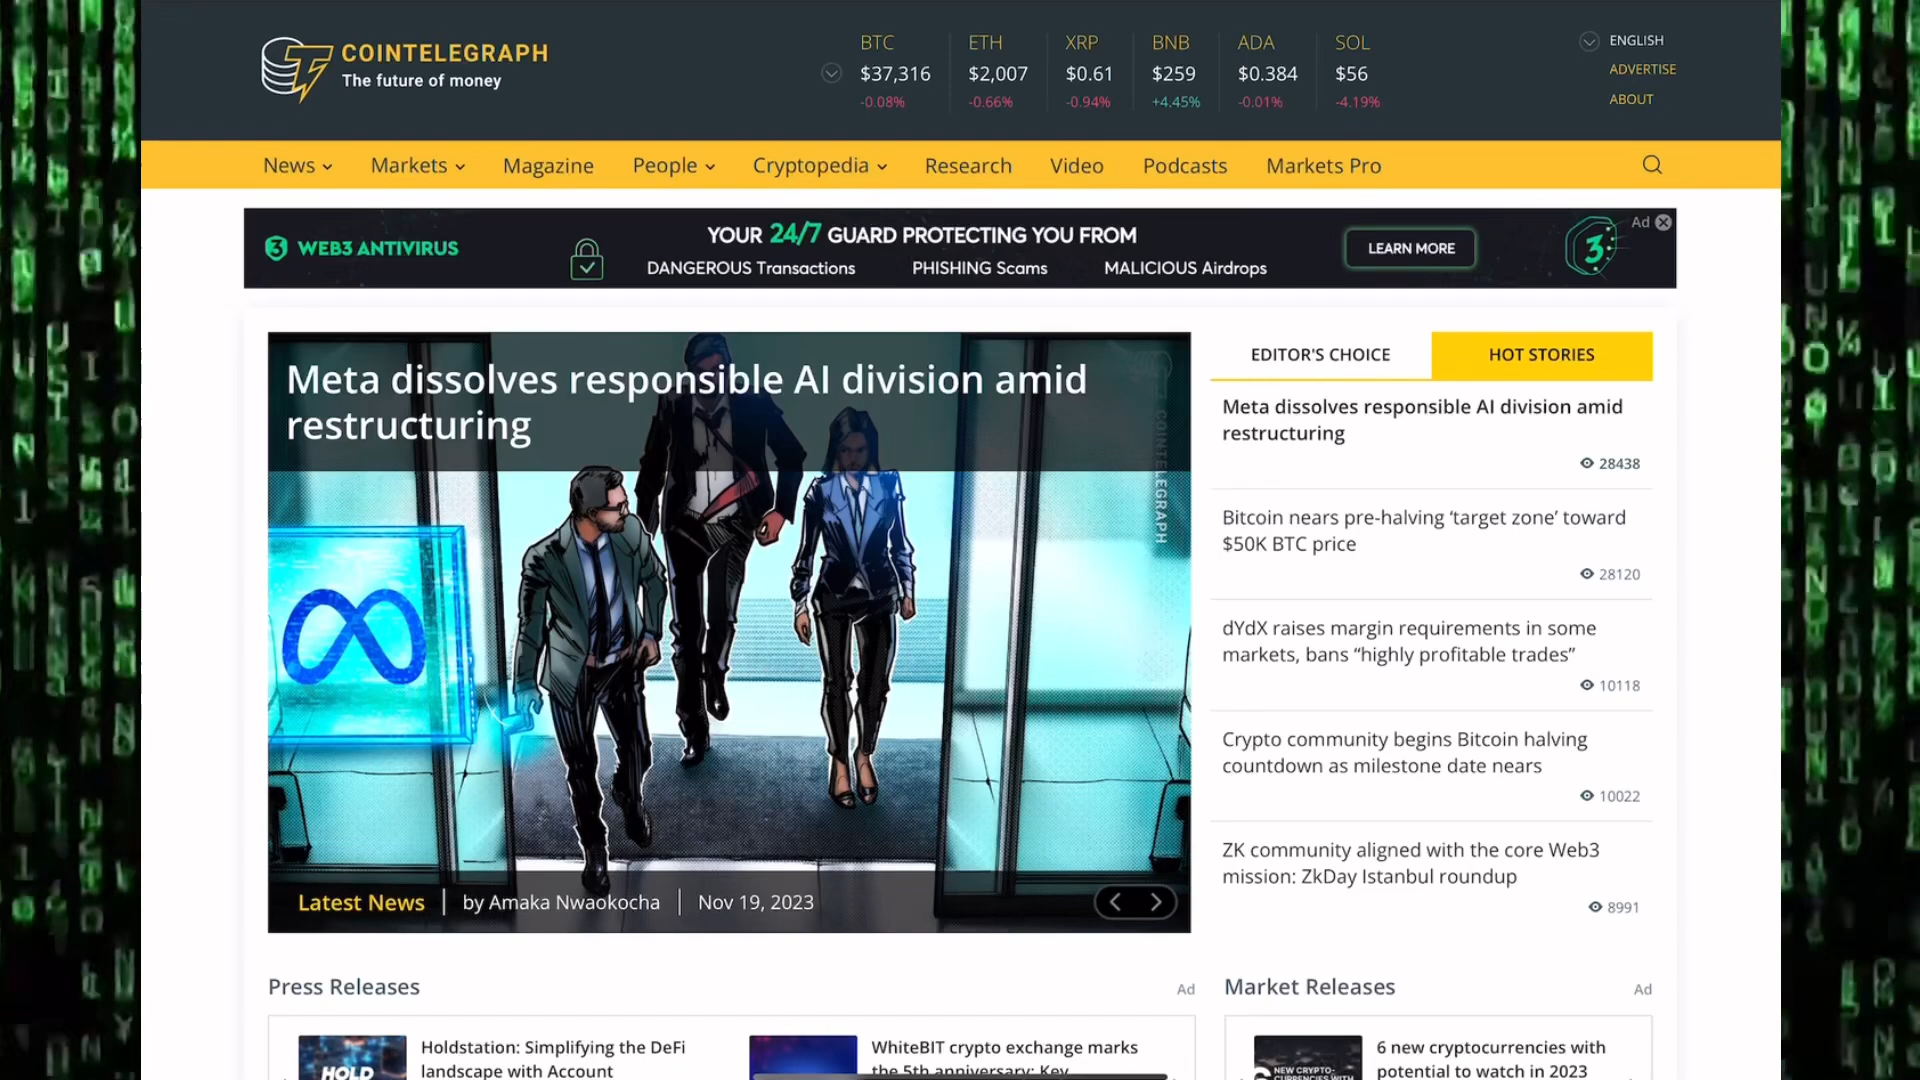 COINTELEGRAPH
The future of money
BTC
$37,316
-0.08%
ETH
$2,007
-0.66%
XRP
$0.61
-0.94%
BNB
$259
+4.45%
ADA
$0.384
-0.01%
SOL
$56
-4.19%
ENGLISH
ADVERTISE
ABOUT
News Markets Magazine People Cryptopedia Research Video Podcasts Markets Pro
3 WEB3 ANTIVIRUS
YOUR 24/7 GUARD PROTECTING YOU FROM
DANGEROUS Transactions PHISHING Scams MALICIOUS Airdrops
LEARN MORE
3
Ad
Meta dissolves responsible AI division amid
restructuring
COINTELEGRAPH
Latest News by Amaka Nwaokocha Nov 19, 2023
EDITOR'S CHOICE HOT STORIES
Meta dissolves responsible AI division amid
restructuring
28438
Bitcoin nears pre-halving ‘target zone’ toward
$50K BTC price
28120
dYdX raises margin requirements in some
markets, bans “highly profitable trades”
10118
Crypto community begins Bitcoin halving
countdown as milestone date nears
10022
ZK community aligned with the core Web3
mission: ZkDay Istanbul roundup
8991
Press Releases Ad
HOLD
Holdstation: Simplifying the DeFi
landscape with Account
WhiteBIT crypto exchange marks
the 5th anniversary: Key
Market Releases Ad
NEW CRYPTO-
CURRENCIES WITH
6 new cryptocurrencies with
potential to watch in 2023